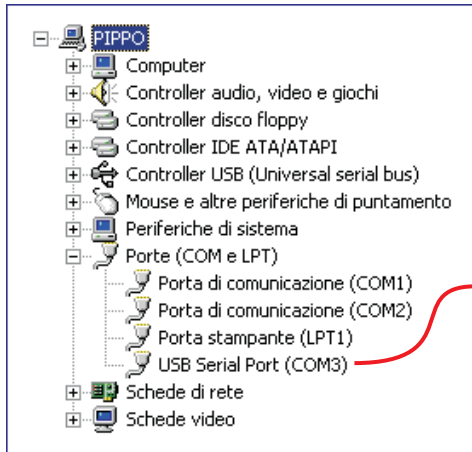 PIPPO
Computer
Controller audio, video e giochi
Controller disco floppy
Controller IDE ATA/ATAPI
Controller USB (Universal serial bus)
Mouse e altre periferiche di puntamento
Periferiche di sistema
Porte (COM e LPT)
Porta di comunicazione (COM1)
Porta di comunicazione (COM2)
Porta stampante (LPT1)
USB Serial Port (COM3)
Schede di rete
Schede video